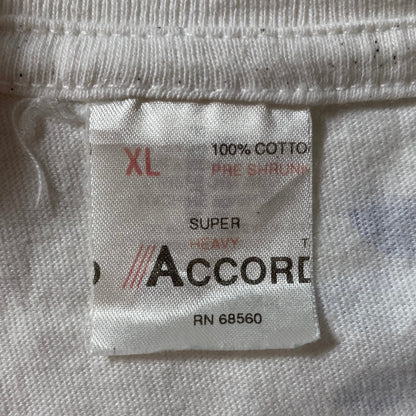 XL 100% COTTO
PRE SHRUNK
SUPER
HEAVY T
ACCORD
RN 68560